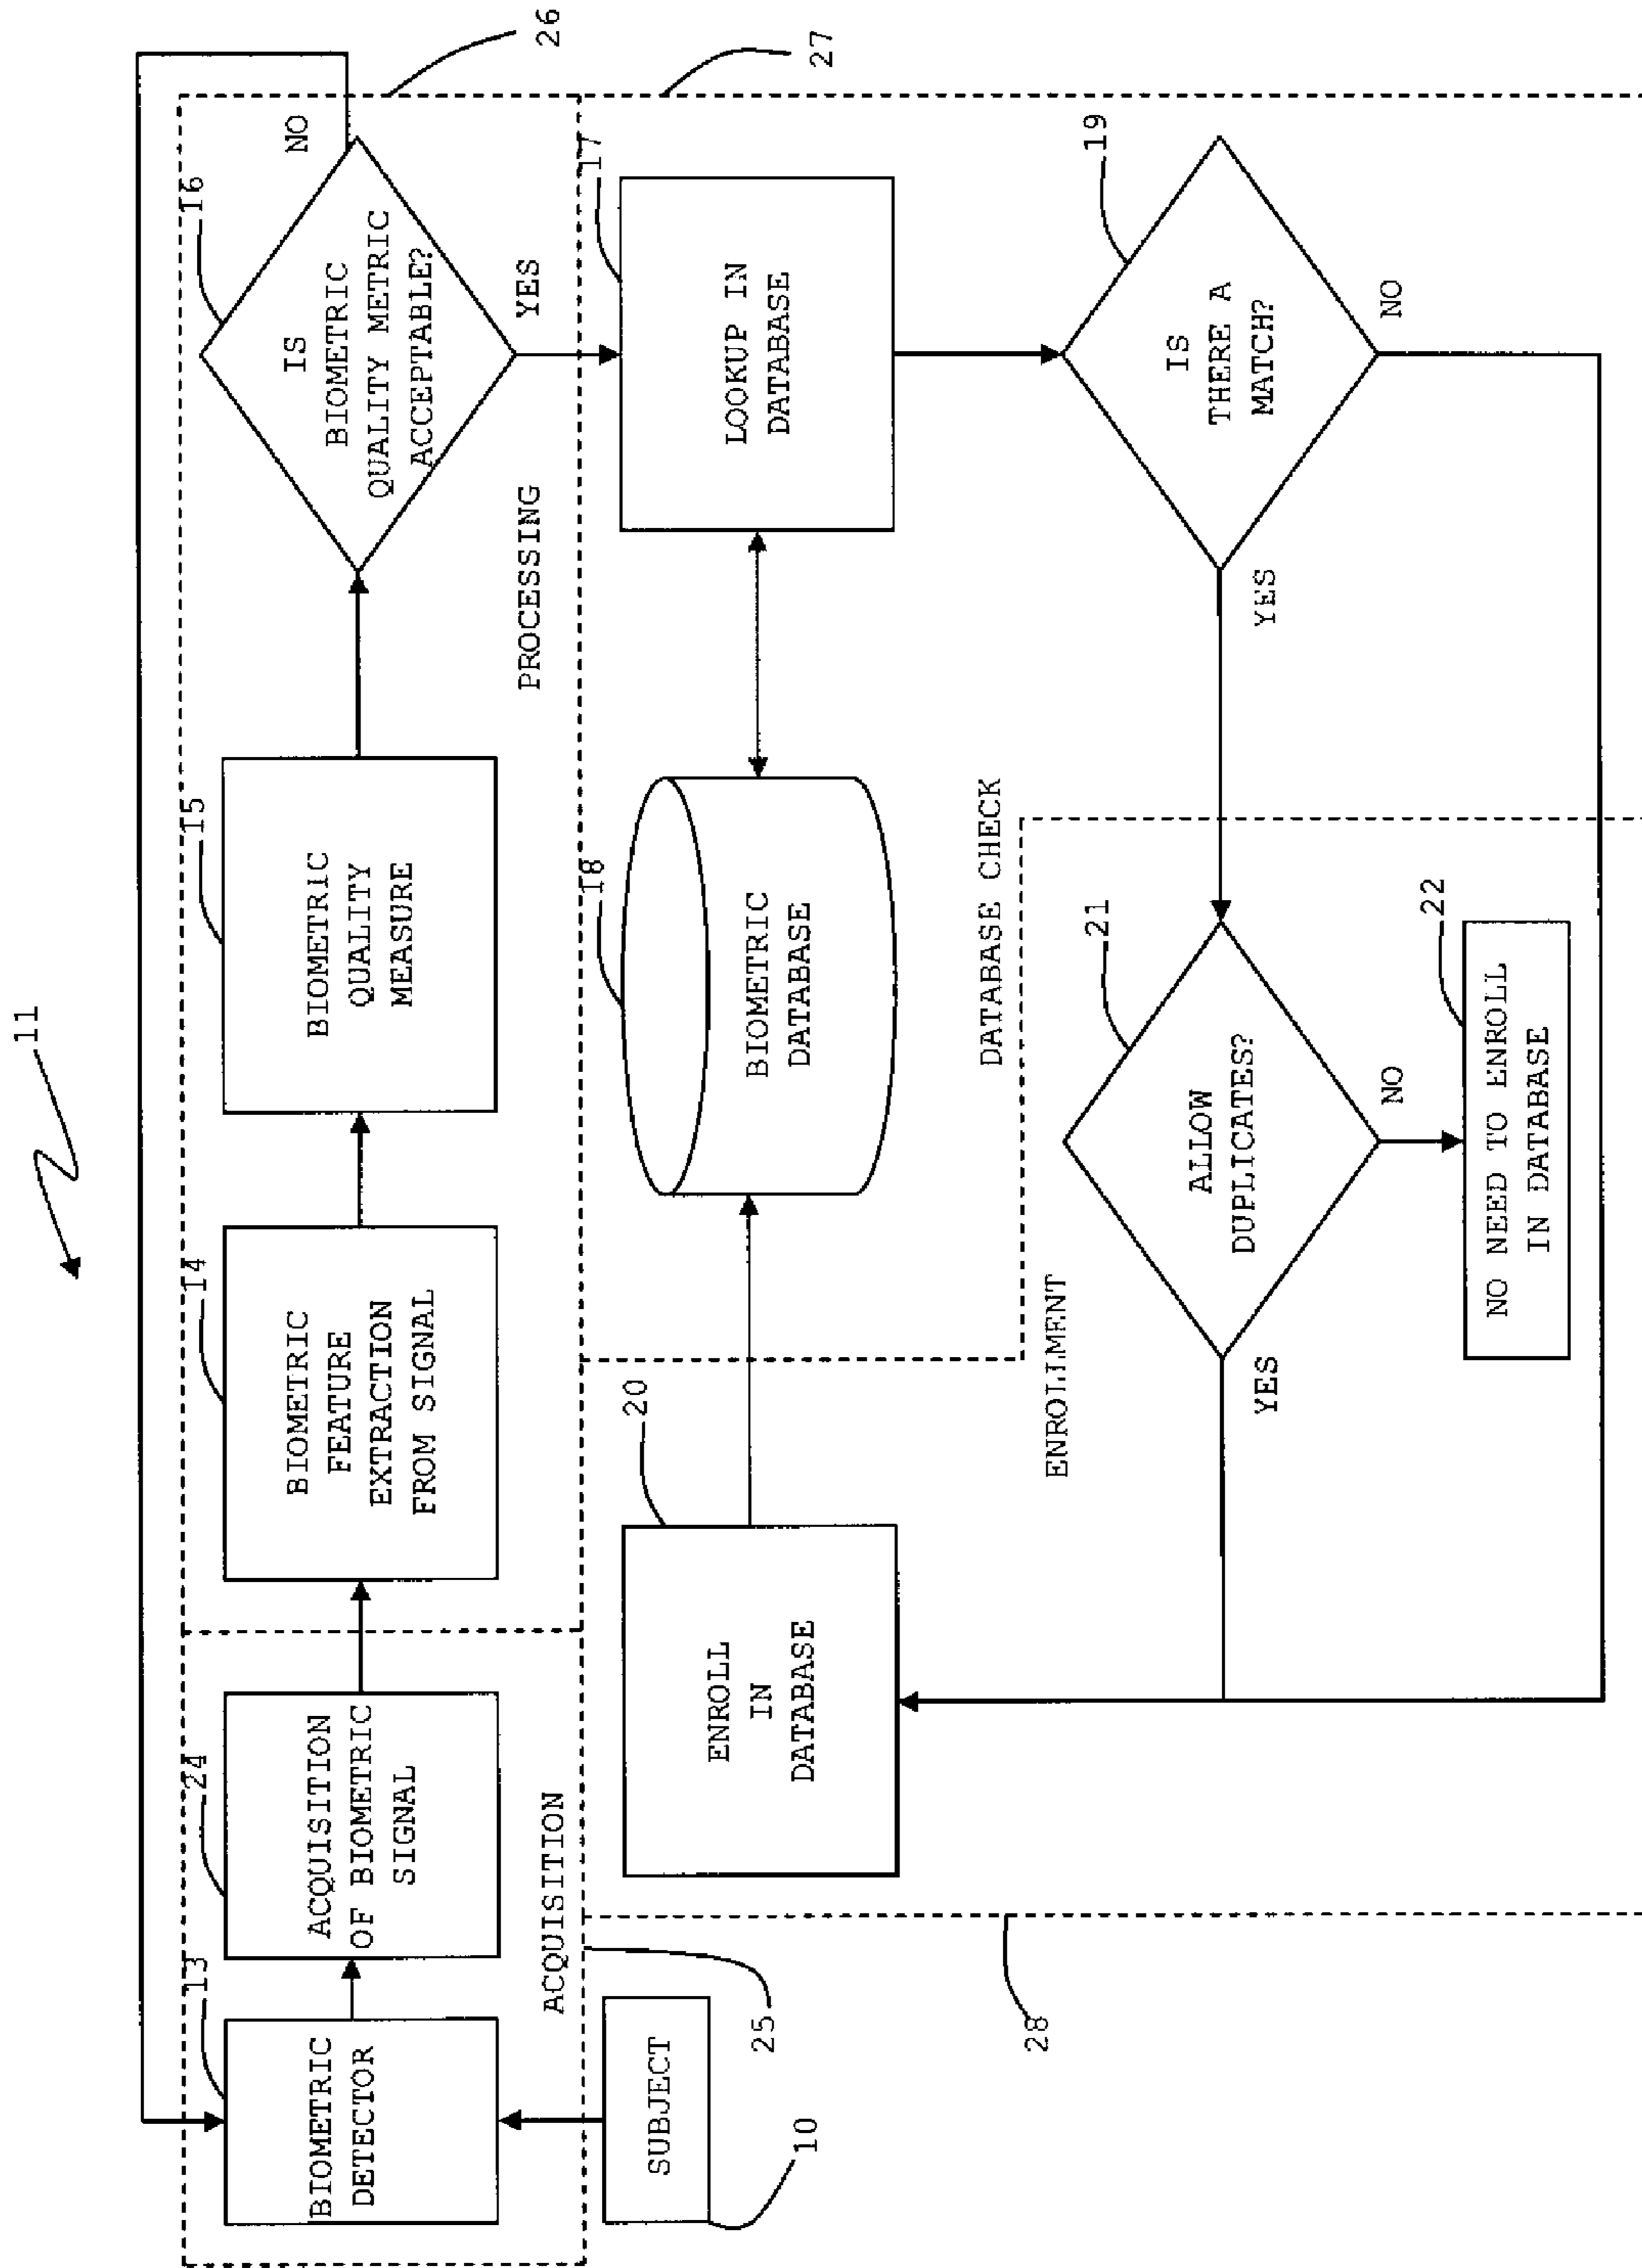 11
13
BIOMETRIC
DETECTOR
24
ACQUISITION
OF BIOMETRIC
SIGNAL
ACQUISITION
14
BIOMETRIC
FEATURE
EXTRACTION
FROM SIGNAL
15
BIOMETRIC
QUALITY
MEASURE
16
IS
BIOMETRIC
QUALITY METRIC
ACCEPTABLE?
NO
YES
PROCESSING
26
SUBJECT
10
25
28
20
ENROLL
IN
DATABASE
18
BIOMETRIC
DATABASE
17
LOOKUP IN
DATABASE
27
DATABASE CHECK
ENROLLMENT
21
ALLOW
DUPLICATES?
YES
NO
22
NO NEED TO ENROLL
IN DATABASE
19
IS
THERE A
MATCH?
YES
NO